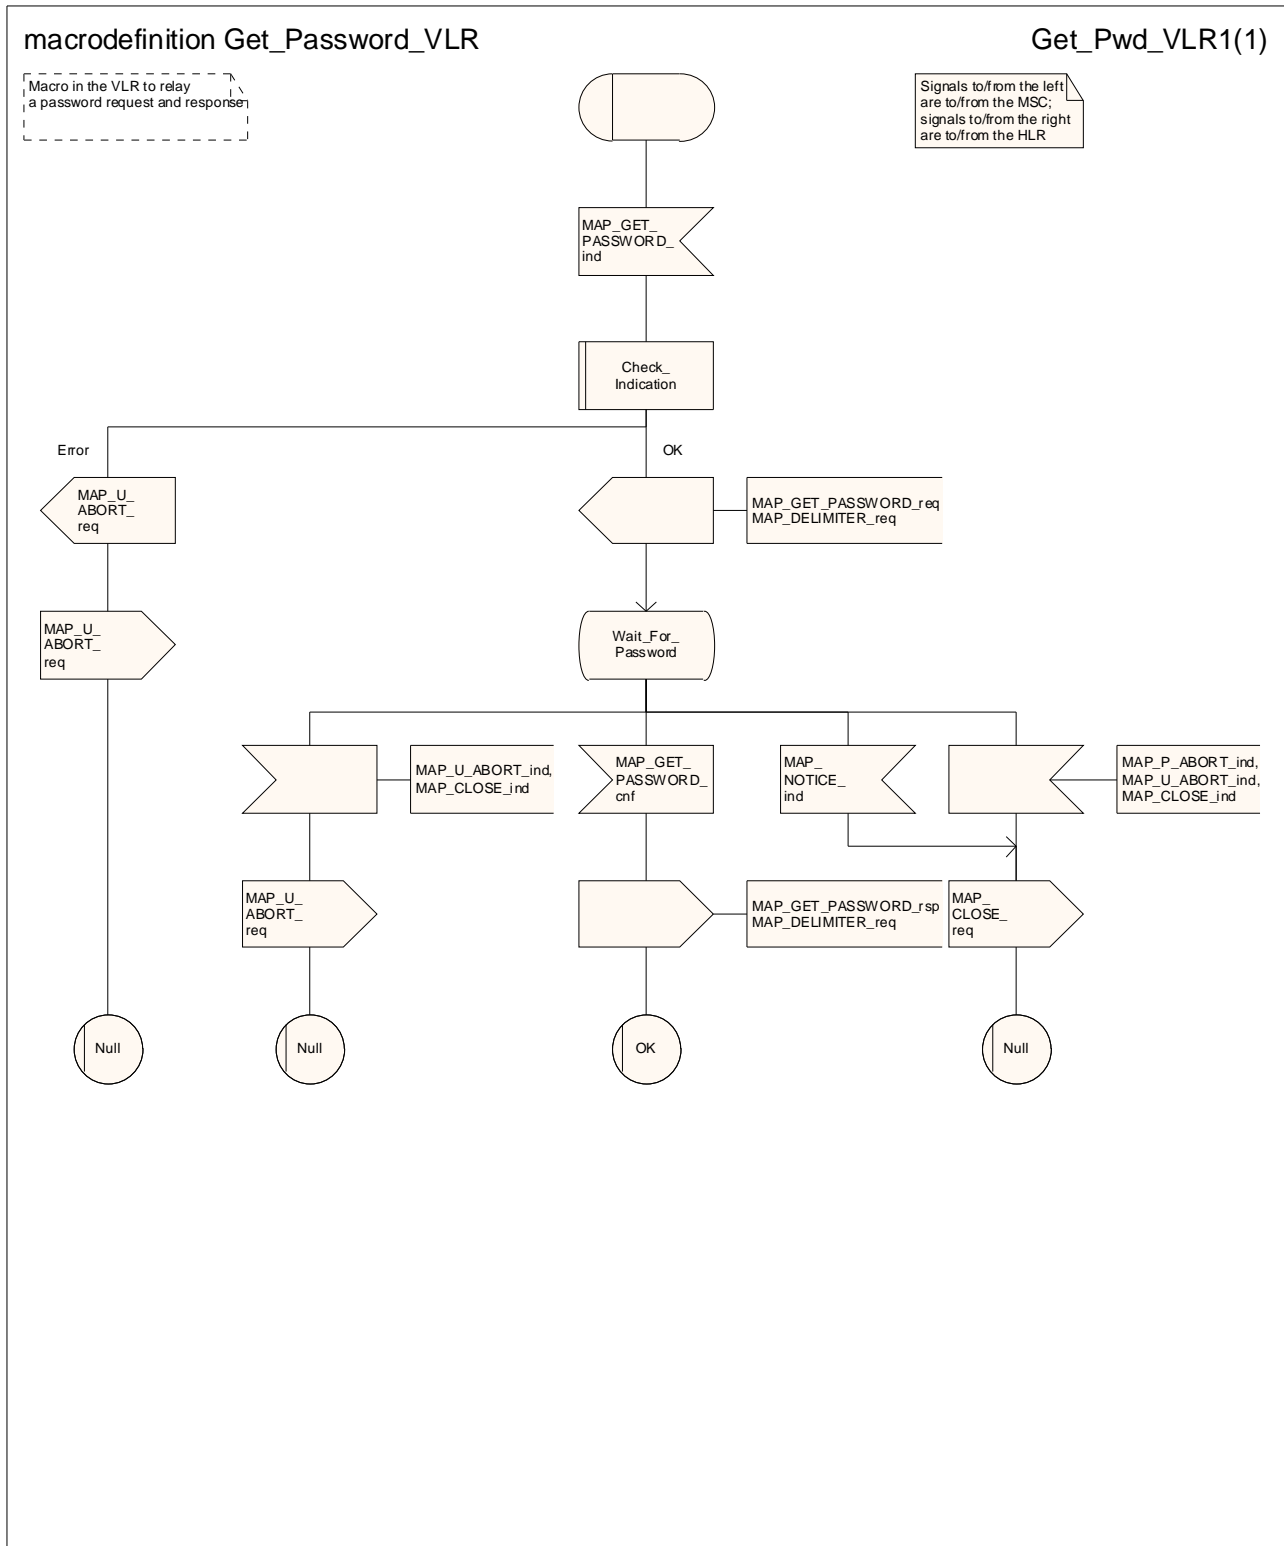 macrodefinition Get_Password_VLR
Get_Pwd_VLR1(1)
Macro in the VLR to relay
a password request and response
Signals to/from the left
are to/from the MSC;
signals to/from the right
are to/from the HLR
MAP_GET_
PASSWORD_
ind
Check_
Indication
Error
OK
MAP_U_
ABORT_
req
MAP_GET_PASSWORD_req
MAP_DELIMITER_req
MAP_U_
ABORT_
req
Wait_For_
Password
MAP_U_ABORT_ind,
MAP_CLOSE_ind
MAP_GET_
PASSWORD_
cnf
MAP_
NOTICE_
ind
MAP_P_ABORT_ind,
MAP_U_ABORT_ind,
MAP_CLOSE_ind
MAP_U_
ABORT_
req
MAP_GET_PASSWORD_rsp
MAP_DELIMITER_req
MAP_
CLOSE_
req
Null
Null
OK
Null